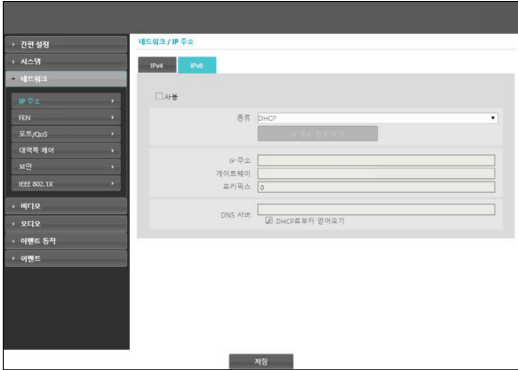 네트워크 / IP 주소
간편 설정
시스템
네트워크
IP 주소
FEN
포트/QoS
대역폭 제어
보안
IEEE 802.1X
비디오
오디오
이벤트 동작
이벤트
IPv4 IPv6
사용
종류 DHCP
IP 주소
게이트웨이
프리픽스 0
DNS 서버
DHCP로부터 얻어오기
저장